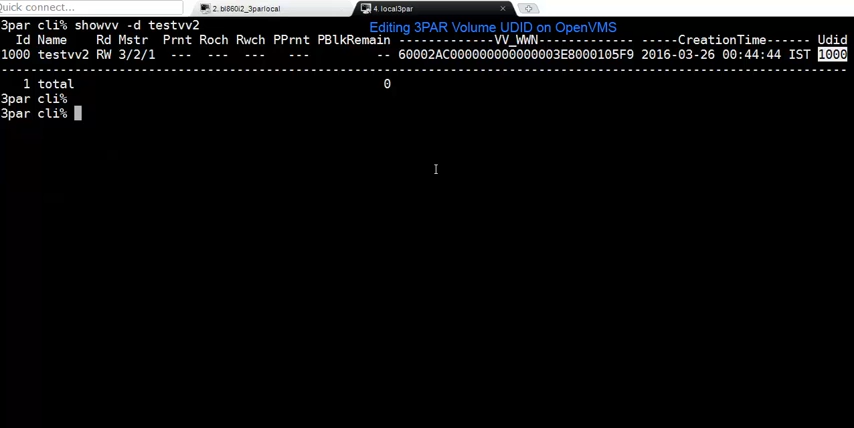 Quick connect...
2. bl860i2_3parlocal
4. local3par
Editing 3PAR Volume UDID on OpenVMS
3par cli% showvv -d testvv2
Id Name Rd Mstr Prnt Roch Rwch PPrnt PBlkRemain -------------VV_WWN------------- -----CreationTime------ Udid
1000 testvv2 RW 3/2/1 --- --- --- --- -- 60002AC000000000000003E8000105F9 2016-03-26 00:44:44 IST 1000
1 total 0
3par cli%
3par cli%